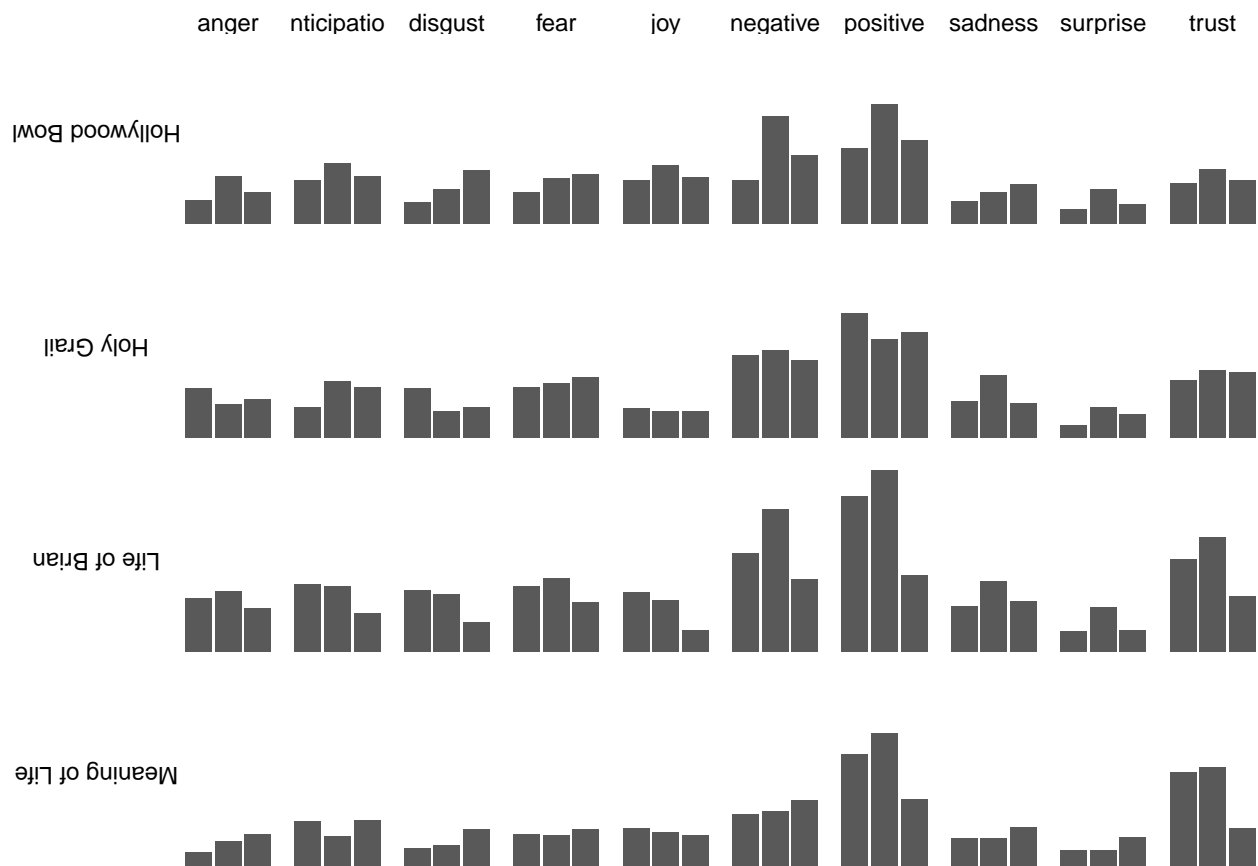 anger nticipatio disgust fear joy negative positive sadness surprise trust
Hollywood Bowl
Holy Grail
Life of Brian
Meaning of Life